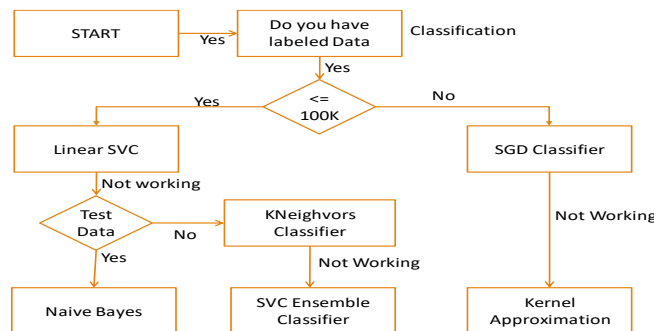 START
Yes
Do you have
labeled Data
Classification
Yes
Yes
<=
100K
No
Linear SVC
SGD Classifier
Not working
Test
Data
No
KNeighvors
Classifier
Not Working
Yes
Not Working
Naive Bayes
SVC Ensemble
Classifier
Kernel
Approximation